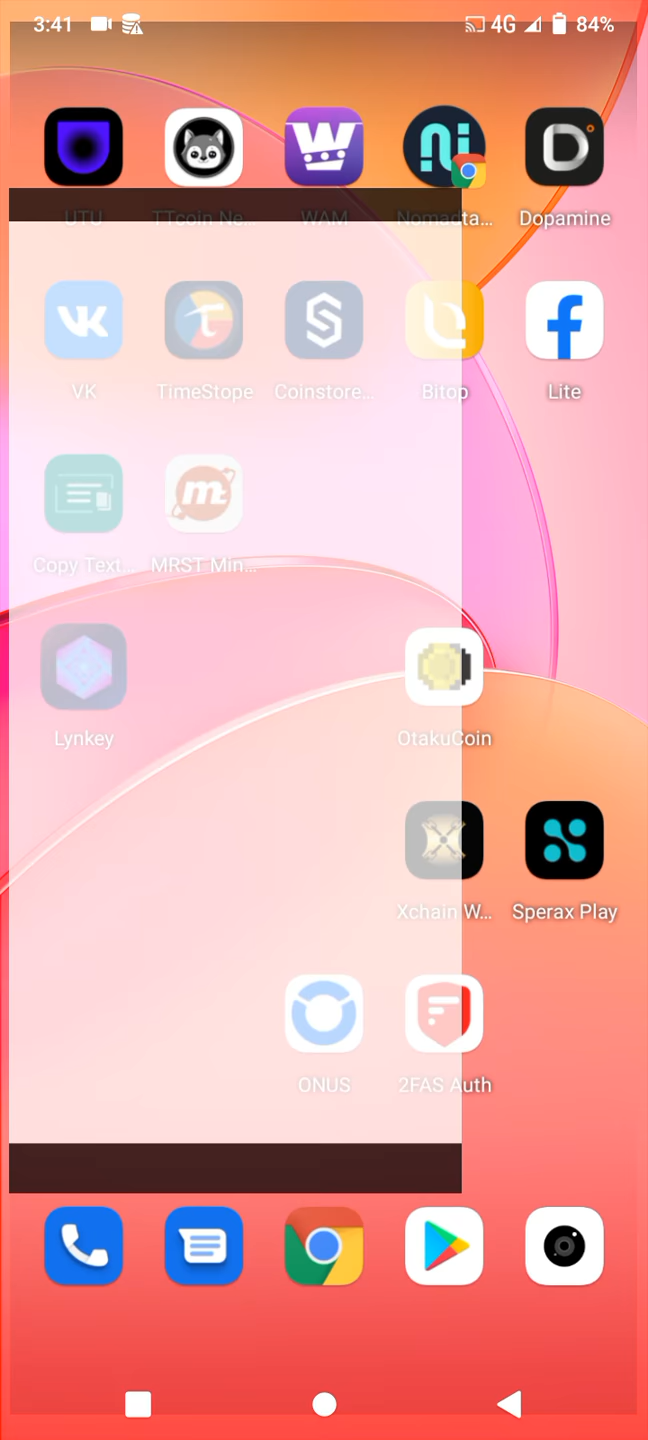 3:41 4G 84%
UTU TTcoin Ne... WAM Nomadta... Dopamine
VK TimeStope Coinstore... Bitop Lite
Copy Text... MRST Min...
Lynkey OtakuCoin
Xchain W... Sperax Play
ONUS 2FAS Auth